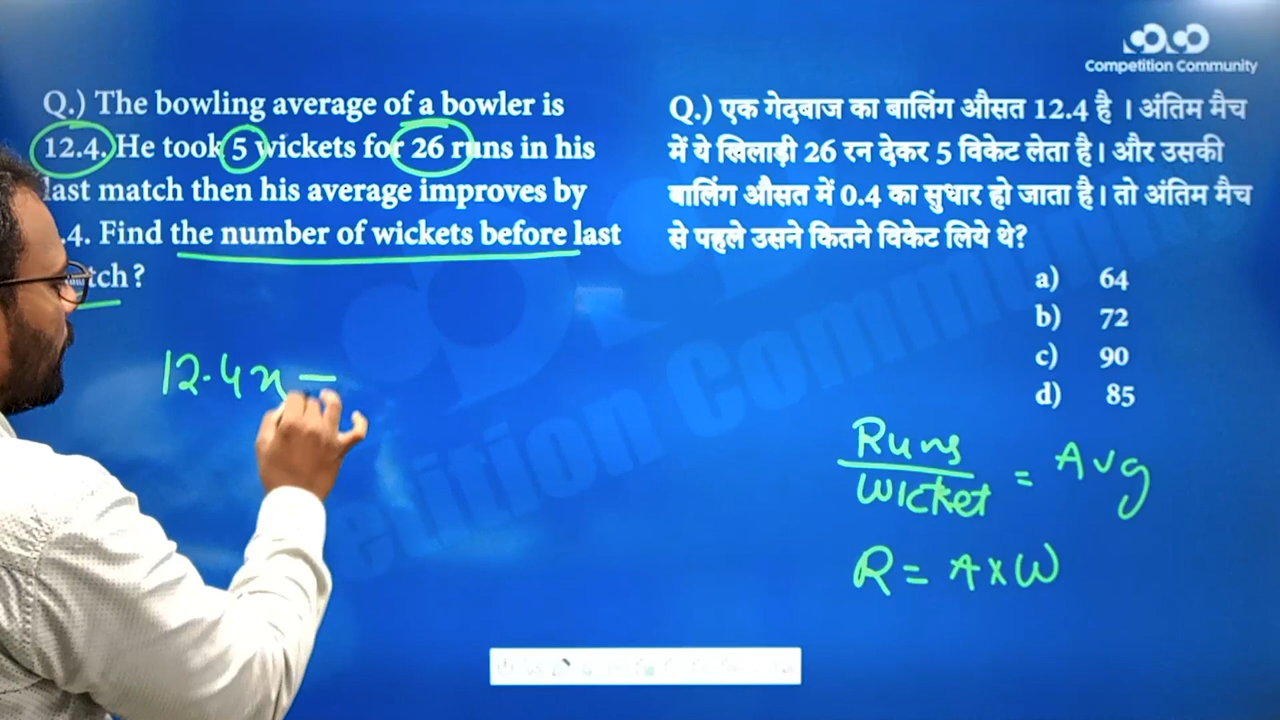 Competition Community
Q.) The bowling average of a bowler is
12.4. He took 5 wickets for 26 runs in his
last match then his average improves by
.4. Find the number of wickets before last
tch?
Q.) एक गेदबाज का बालिंग औसत 12.4 है । अंतिम मैच
में ये खिलाड़ी 26 रन देकर 5 विकेट लेता है। और उसकी
बालिंग औसत में 0.4 का सुधार हो जाता है। तो अंतिम मैच
से पहले उसने कितने विकेट लिये थे?
a) 64
b) 72
c) 90
d) 85
12.4x –
Runs
Wicket = Avg
R = A×W
etition Commun